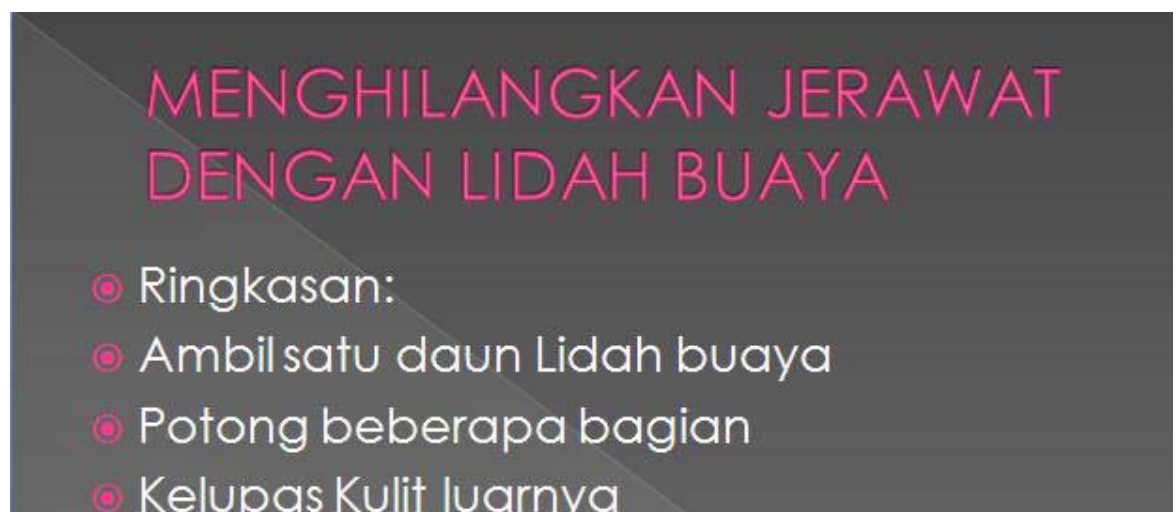 MENGHILANGKAN JERAWAT
DENGAN LIDAH BUAYA
Ringkasan:
Ambil satu daun Lidah buaya
Potong beberapa bagian
Kelupas Kulit luarnya